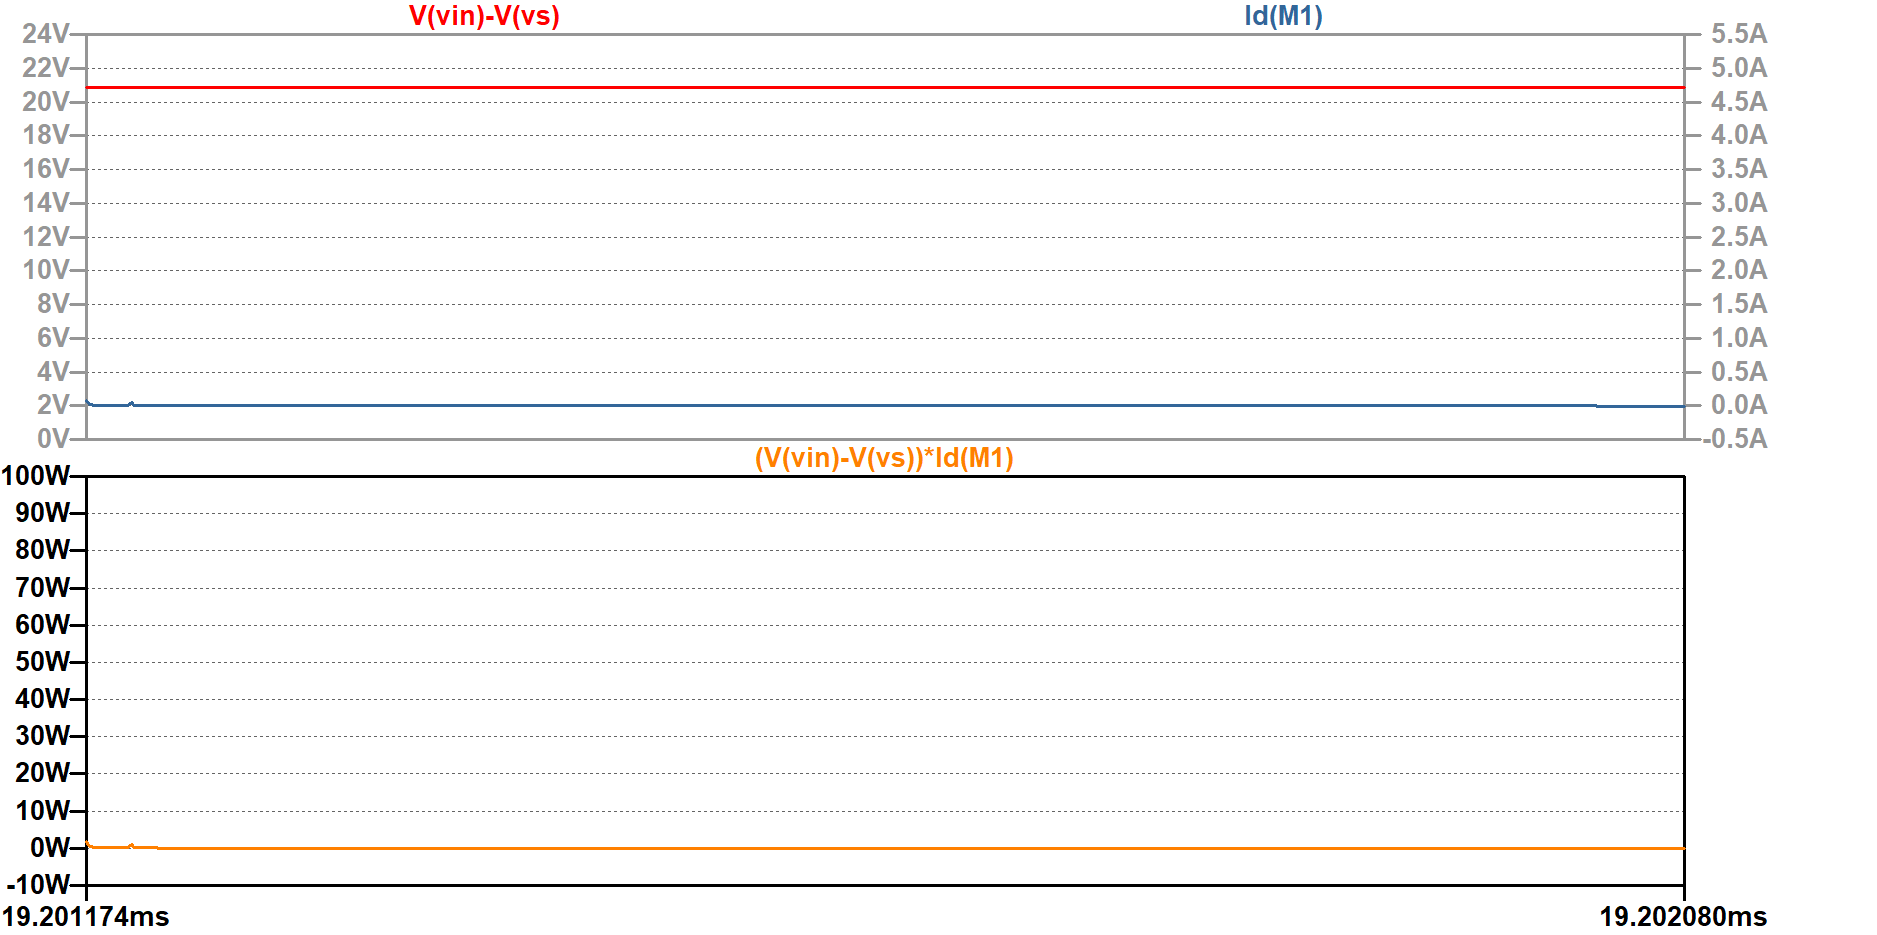 V(vin)-V(vs) Id(M1)
24V 5.5A
22V 5.0A
20V 4.5A
18V 4.0A
16V 3.5A
14V 3.0A
12V 2.5A
10V 2.0A
8V 1.5A
6V 1.0A
4V 0.5A
2V 0.0A
0V -0.5A
(V(vin)-V(vs))*Id(M1)
100W
90W
80W
70W
60W
50W
40W
30W
20W
10W
0W
-10W
19.201174ms 19.202080ms